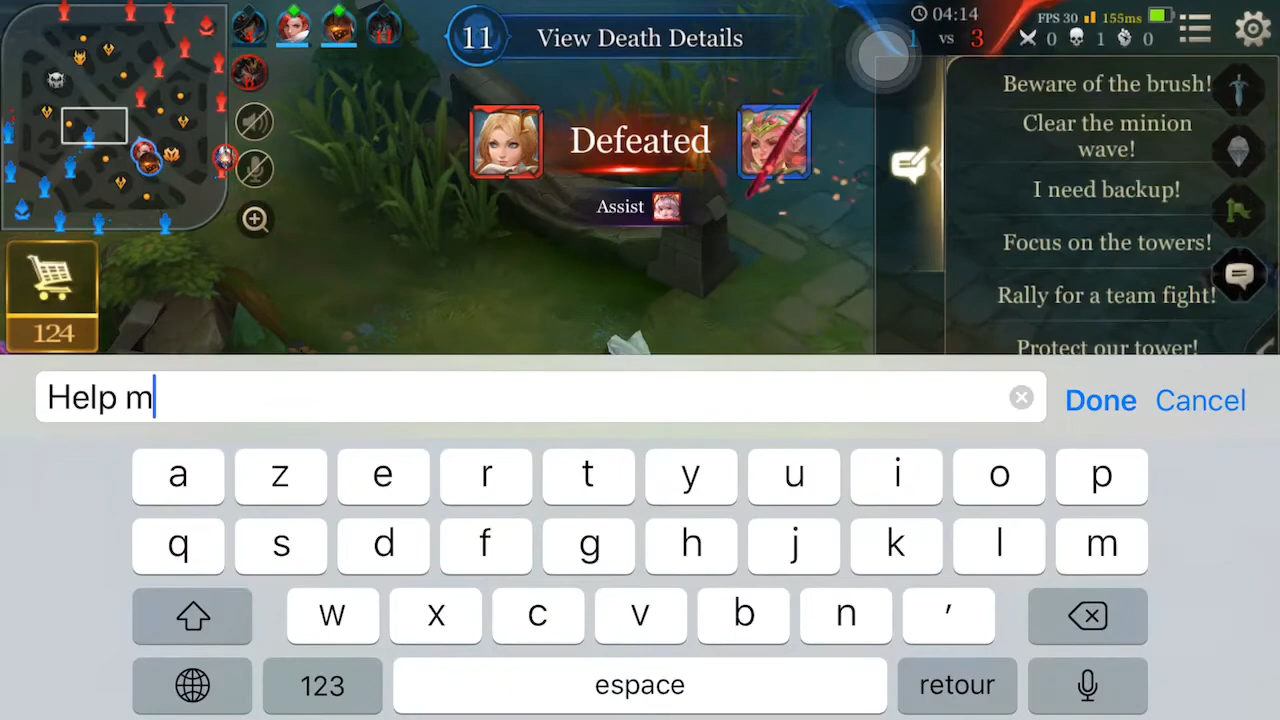 11 View Death Details
04:14
1 vs 3
FPS 30 155ms
0 1 0
Defeated
Assist
124
Beware of the brush!
Clear the minion
wave!
I need backup!
Focus on the towers!
Rally for a team fight!
Protect our tower!
Help m
Done Cancel
a z e r t y u i o p
q s d f g h j k l m
w x c v b n ′
123 espace retour